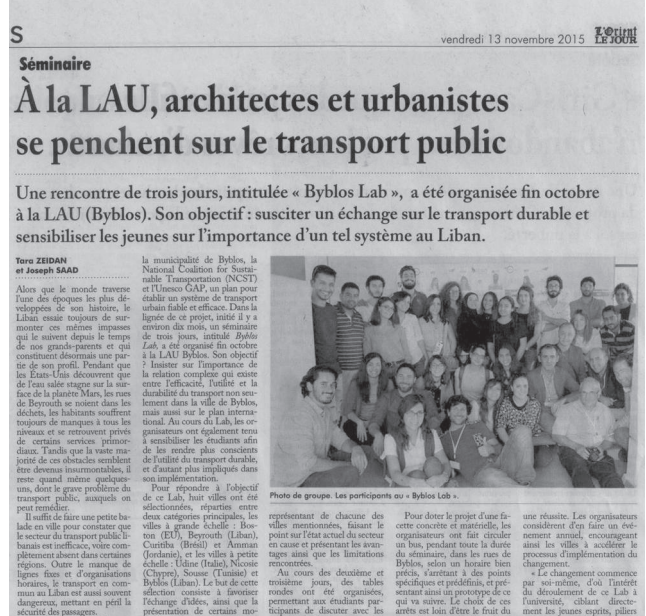 S
vendredi 13 novembre 2015
L'Orient
LE JOUR
Séminaire
À la LAU, architectes et urbanistes
se penchent sur le transport public
Une rencontre de trois jours, intitulée « Byblos Lab », a été organisée fin octobre
à la LAU (Byblos). Son objectif : susciter un échange sur le transport durable et
sensibiliser les jeunes sur l'importance d'un tel système au Liban.
Tara ZEIDAN
et Joseph SAAD
Alors que le monde traverse
l'une des époques les plus dé-
veloppées de son histoire, le
Liban essaie toujours de sur-
monter ces mêmes impasses
qui le suivent depuis le temps
de nos grands-parents et qui
constituent désormais une par-
tie de son profil. Pendant que
les États-Unis découvrent que
de l'eau salée stagne sur la sur-
face de la planète Mars, les rues
de Beyrouth se noient dans les
déchets, les habitants souffrent
toujours de manques à tous les
niveaux et se retrouvent privés
de certains services primor-
diaux. Tandis que la vaste ma-
jorité de ces obstacles semblent
être devenus insurmontables, il
reste quand même quelques-
uns, dont le grave problème du
transport public, auxquels on
peut remédier.
Il suffit de faire une petite ba-
lade en ville pour constater que
le secteur du transport public li-
banais est inefficace, voire com-
plètement absent dans certaines
régions. Outre le manque de
lignes fixes et d'organisations
horaires, le transport en com-
mun au Liban est aussi souvent
dangereux, mettant en péril la
sécurité des passagers.
la municipalité de Byblos, la
National Coalition for Sustai-
nable Transportation (NCST)
et l'Unesco GAP, un plan pour
établir un système de transport
urbain fiable et efficace. Dans la
lignée de ce projet, initié il y a
environ dix mois, un séminaire
de trois jours, intitulé Byblos
Lab, a été organisé fin octobre
à la LAU Byblos. Son objectif
? Insister sur l'importance de
la relation complexe qui existe
entre l'efficacité, l'utilité et la
durabilité du transport non seu-
lement dans la ville de Byblos,
mais aussi sur le plan interna-
tional. Au cours du Lab, les or-
ganisateurs ont également tenu
à sensibiliser les étudiants afin
de les rendre plus conscients
de l'utilité du transport durable,
et d'autant plus impliqués dans
son implémentation.
Pour répondre à l'objectif
de ce Lab, huit villes ont été
sélectionnées, réparties entre
deux catégories principales, les
villes à grande échelle : Bos-
ton (EU), Beyrouth (Liban),
Curitiba (Brésil) et Amman
(Jordanie), et les villes à petite
échelle : Udine (Italie), Nicosie
(Chypre), Sousse (Tunisie) et
Byblos (Liban). Le but de cette
sélection consiste à favoriser
l'échange d'idées, ainsi que la
présentation de certains mo-
Photo de groupe. Les participants au « Byblos Lab ».
représentant de chacune des
villes mentionnées, faisant le
point sur l'état actuel du secteur
en cause et présentant les avan-
tages ainsi que les limitations
rencontrées.
Au cours des deuxième et
troisième jours, des tables
rondes ont été organisées,
permettant aux étudiants par-
ticipants de discuter avec les
Pour doter le projet d'une fa-
cette concrète et matérielle, les
organisateurs ont fait circuler
un bus, pendant toute la durée
du séminaire, dans les rues de
Byblos, selon un horaire bien
précis, s'arrêtant à des points
spécifiques et prédéfinis, et pré-
sentant ainsi un prototype de ce
qui va suivre. Le choix de ces
arrêts est loin d'être le fruit des
une réussite. Les organisateurs
considèrent d'en faire un évé-
nement annuel, encourageant
ainsi les villes à accélérer le
processus d'implémentation du
changement.
« Le changement commence
par soi-même, d'où l'intérêt
du déroulement de ce Lab à
l'université, ciblant directe-
ment les jeunes esprits, piliers